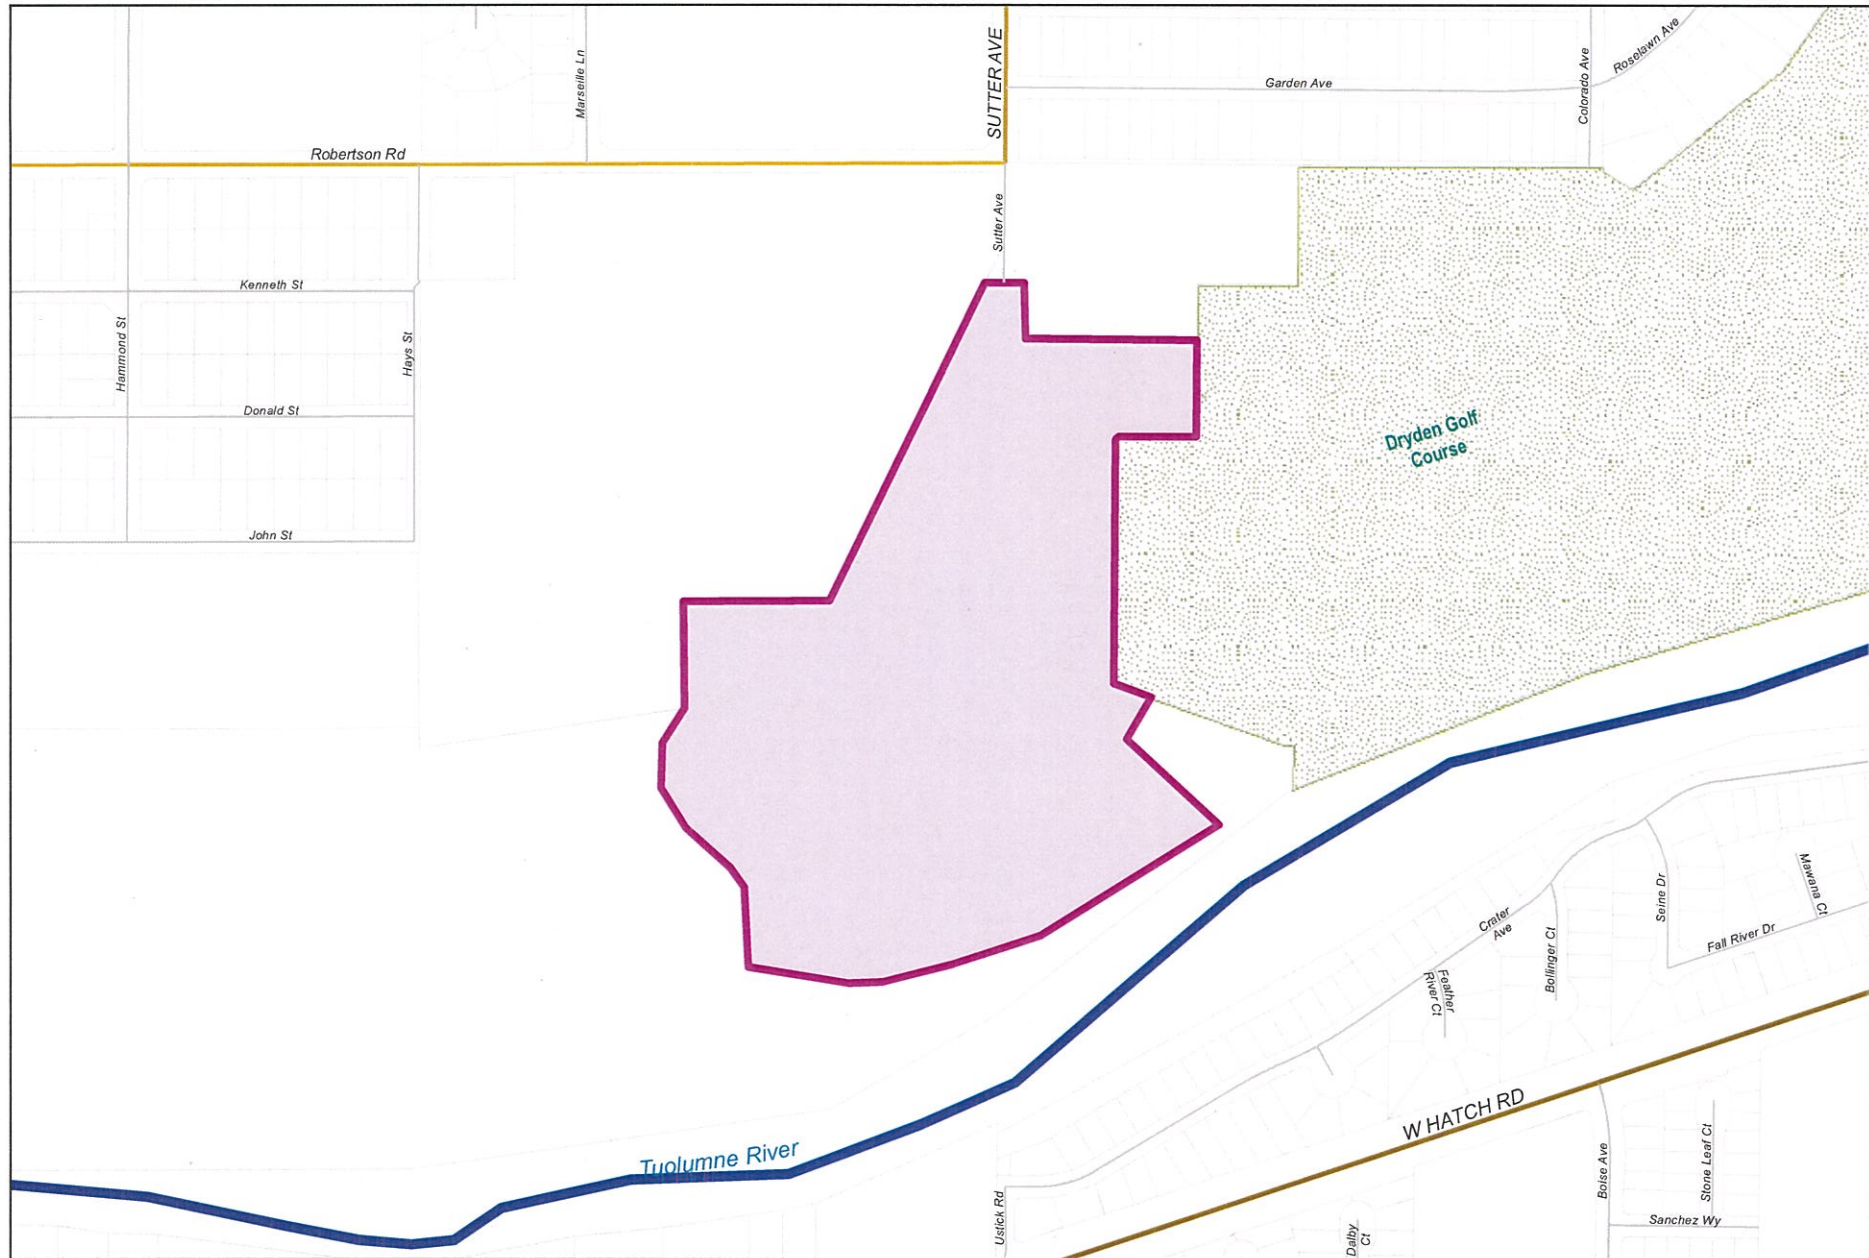 Marseille Ln
SUTTER AVE
Garden Ave
Colorado Ave
Roselawn Ave
Robertson Rd
Sutter Ave
Kenneth St
Hammond St
Hays St
Donald St
John St
Dryden Golf
Course
Tuolumne River
Crater
Ave
Feather
River Ct
Bollinger Ct
Seine Dr
Mawana Ct
Fall River Dr
W HATCH RD
Ustick Rd
Dalby
Ct
Boise Ave
Stone Leaf Ct
Sanchez Wy